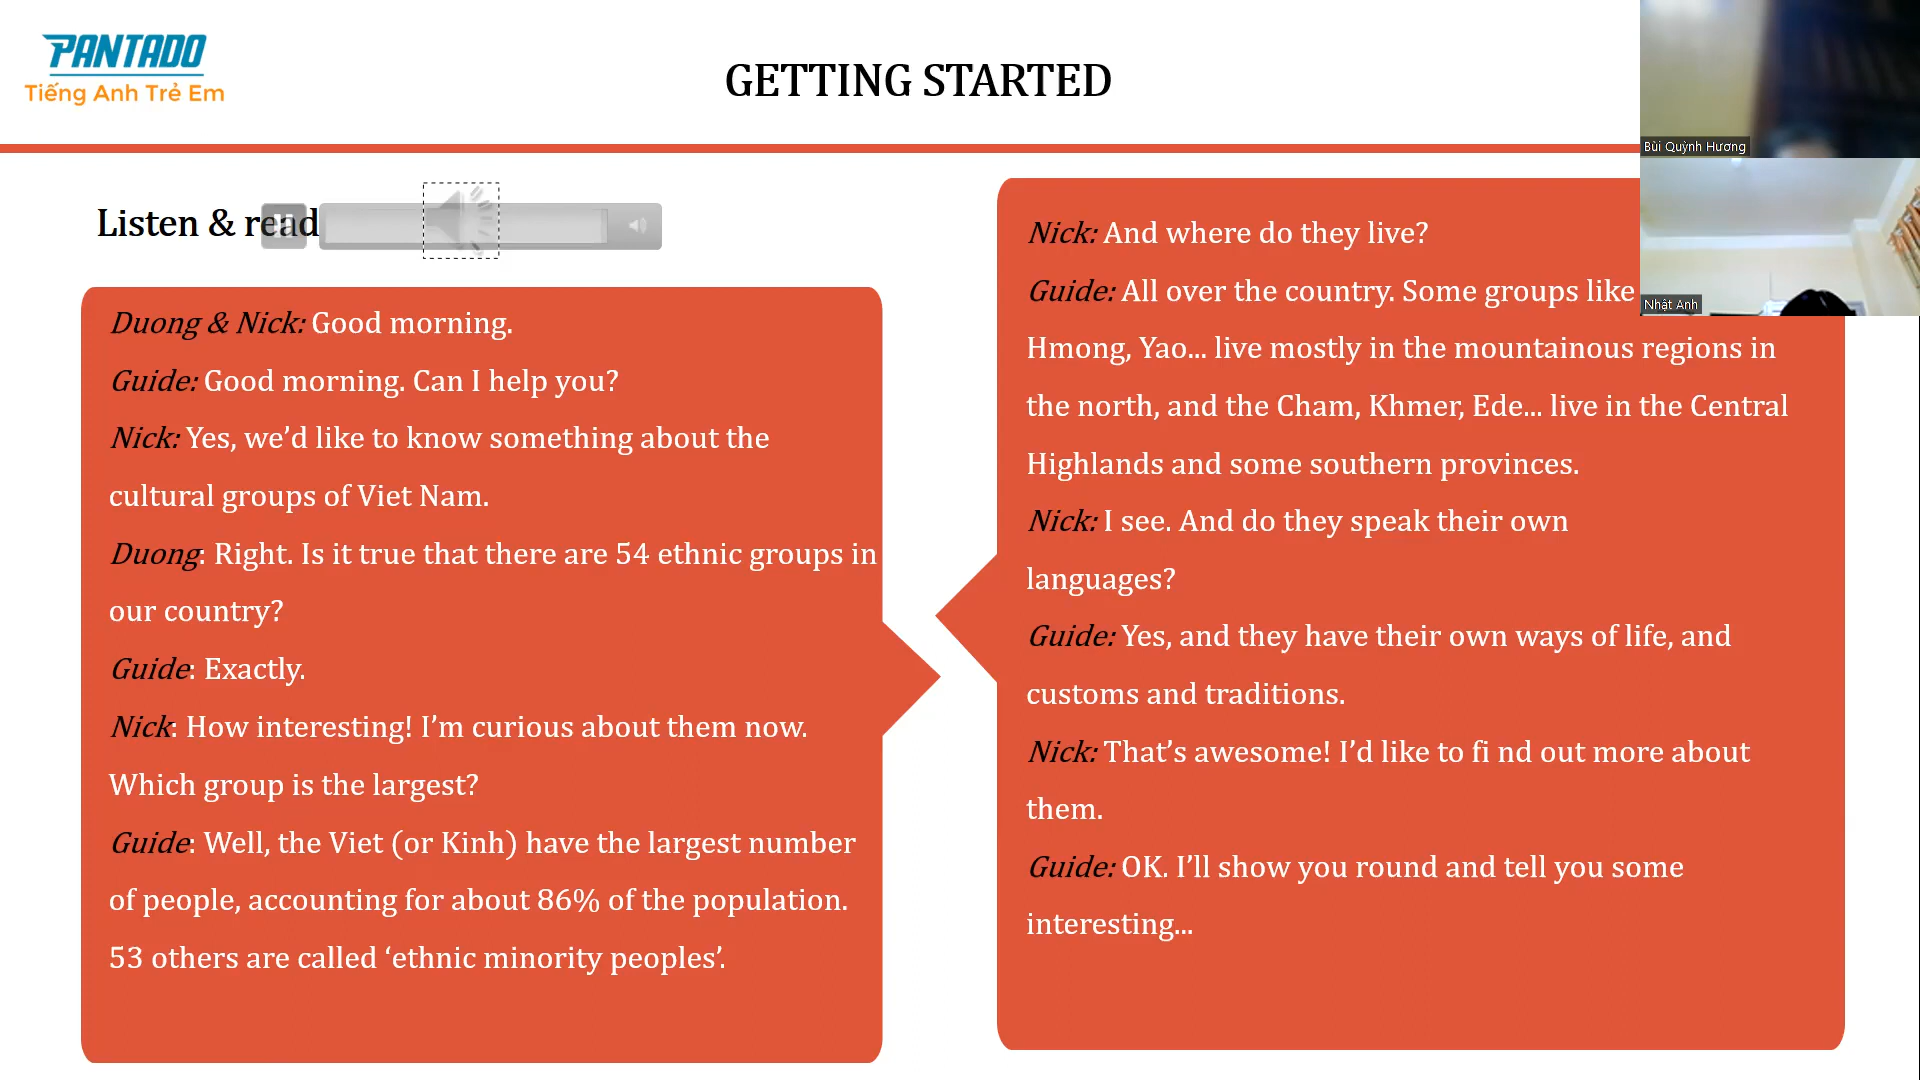 PANTADO
Tiếng Anh Trẻ Em
GETTING STARTED
Bùi Quỳnh Hương
Nhật Anh
Listen & read
Duong & Nick: Good morning.
Guide: Good morning. Can I help you?
Nick: Yes, we’d like to know something about the
cultural groups of Viet Nam.
Duong: Right. Is it true that there are 54 ethnic groups in
our country?
Guide: Exactly.
Nick: How interesting! I’m curious about them now.
Which group is the largest?
Guide: Well, the Viet (or Kinh) have the largest number
of people, accounting for about 86% of the population.
53 others are called ‘ethnic minority peoples’.
Nick: And where do they live?
Guide: All over the country. Some groups like
Hmong, Yao... live mostly in the mountainous regions in
the north, and the Cham, Khmer, Ede... live in the Central
Highlands and some southern provinces.
Nick: I see. And do they speak their own
languages?
Guide: Yes, and they have their own ways of life, and
customs and traditions.
Nick: That’s awesome! I’d like to fi nd out more about
them.
Guide: OK. I’ll show you round and tell you some
interesting...